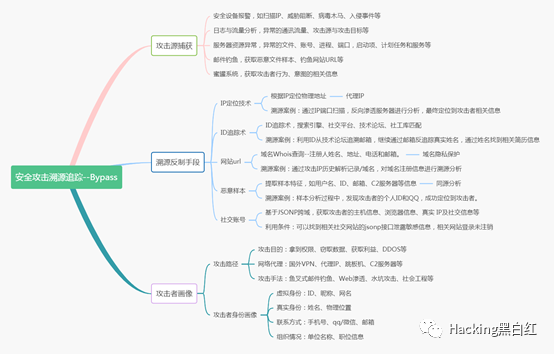 安全攻击溯源追踪--Bypass
攻击源捕获
安全设备报警,如扫描IP、威胁阻断、病毒木马、入侵事件等
日志与流量分析,异常的通讯流量、攻击源与攻击目标等
服务器资源异常,异常的文件、账号、进程、端口,启动项、计划任务和服务等
邮件钓鱼,获取恶意文件样本、钓鱼网站URL等
蜜罐系统,获取攻击者行为、意图的相关信息
溯源反制手段
IP定位技术
根据IP定位物理地址
代理IP
溯源案例:通过IP端口扫描,反向渗透服务器进行分析,最终定位到攻击者相关信息
ID追踪术
ID追踪术,搜索引擎、社交平台、技术论坛、社工库匹配
溯源案例:利用ID从技术论坛追溯邮箱,继续通过邮箱反追踪真实姓名,通过姓名找到相关简历信息
网站url
域名Whois查询--注册人姓名、地址、电话和邮箱。
域名隐私保护
溯源案例:通过攻击IP历史解析记录/域名,对域名注册信息进行溯源分析
恶意样本
提取样本特征,如用户名、ID、邮箱、C2服务器等信息
同源分析
溯源案例:样本分析过程中,发现攻击者的个人ID和QQ,成功定位到攻击者。
社交账号
基于JSONP跨域,获取攻击者的主机信息、浏览器信息、真实 IP及社交信息等
利用条件:可以找到相关社交网站的jsonp接口泄露敏感信息,相关网站登录未注销
攻击者画像
攻击路径
攻击目的:拿到权限、窃取数据、获取利益、DDOS等
网络代理:国外VPN、代理IP、跳板机、C2服务器等
攻击手法:鱼叉式邮件钓鱼、Web渗透、水坑攻击、社会工程等
攻击者身份画像
虚拟身份:ID、昵称、网名
真实身份:姓名、物理位置
联系方式:手机号、qq/微信、邮箱
组织情况:单位名称、职位信息
Hacking黑白红